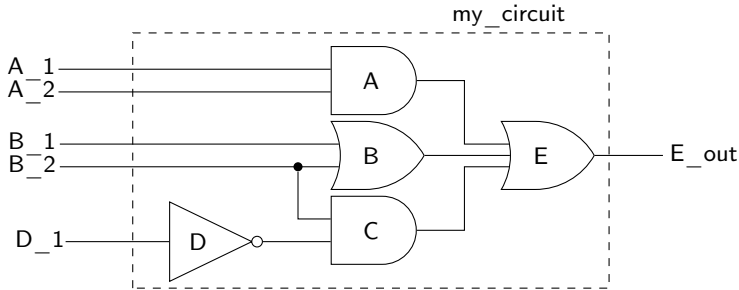 my_circuit
A_1
A
A_2
B_1
B
E
E_out
B_2
D_1
D
C